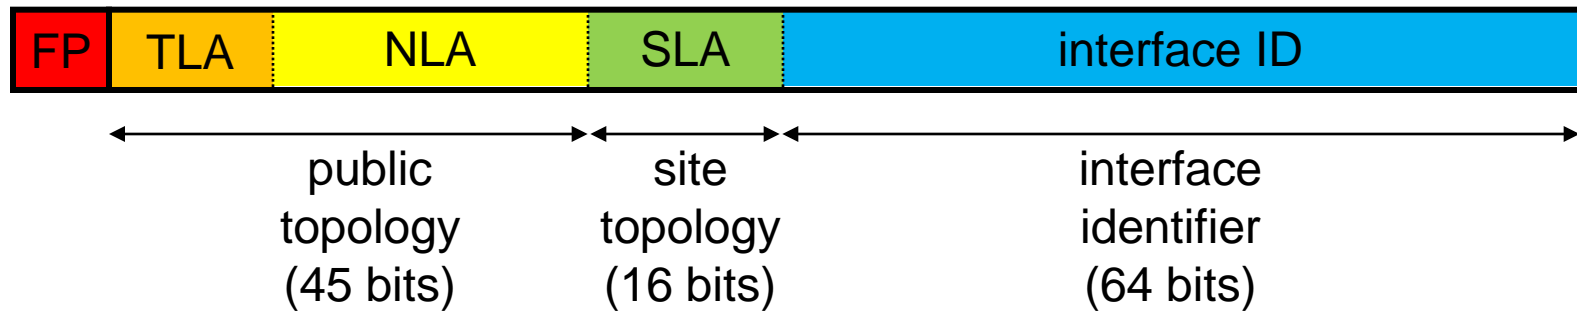 FP TLA NLA SLA interface ID
public
topology
(45 bits)
site
topology
(16 bits)
interface
identifier
(64 bits)